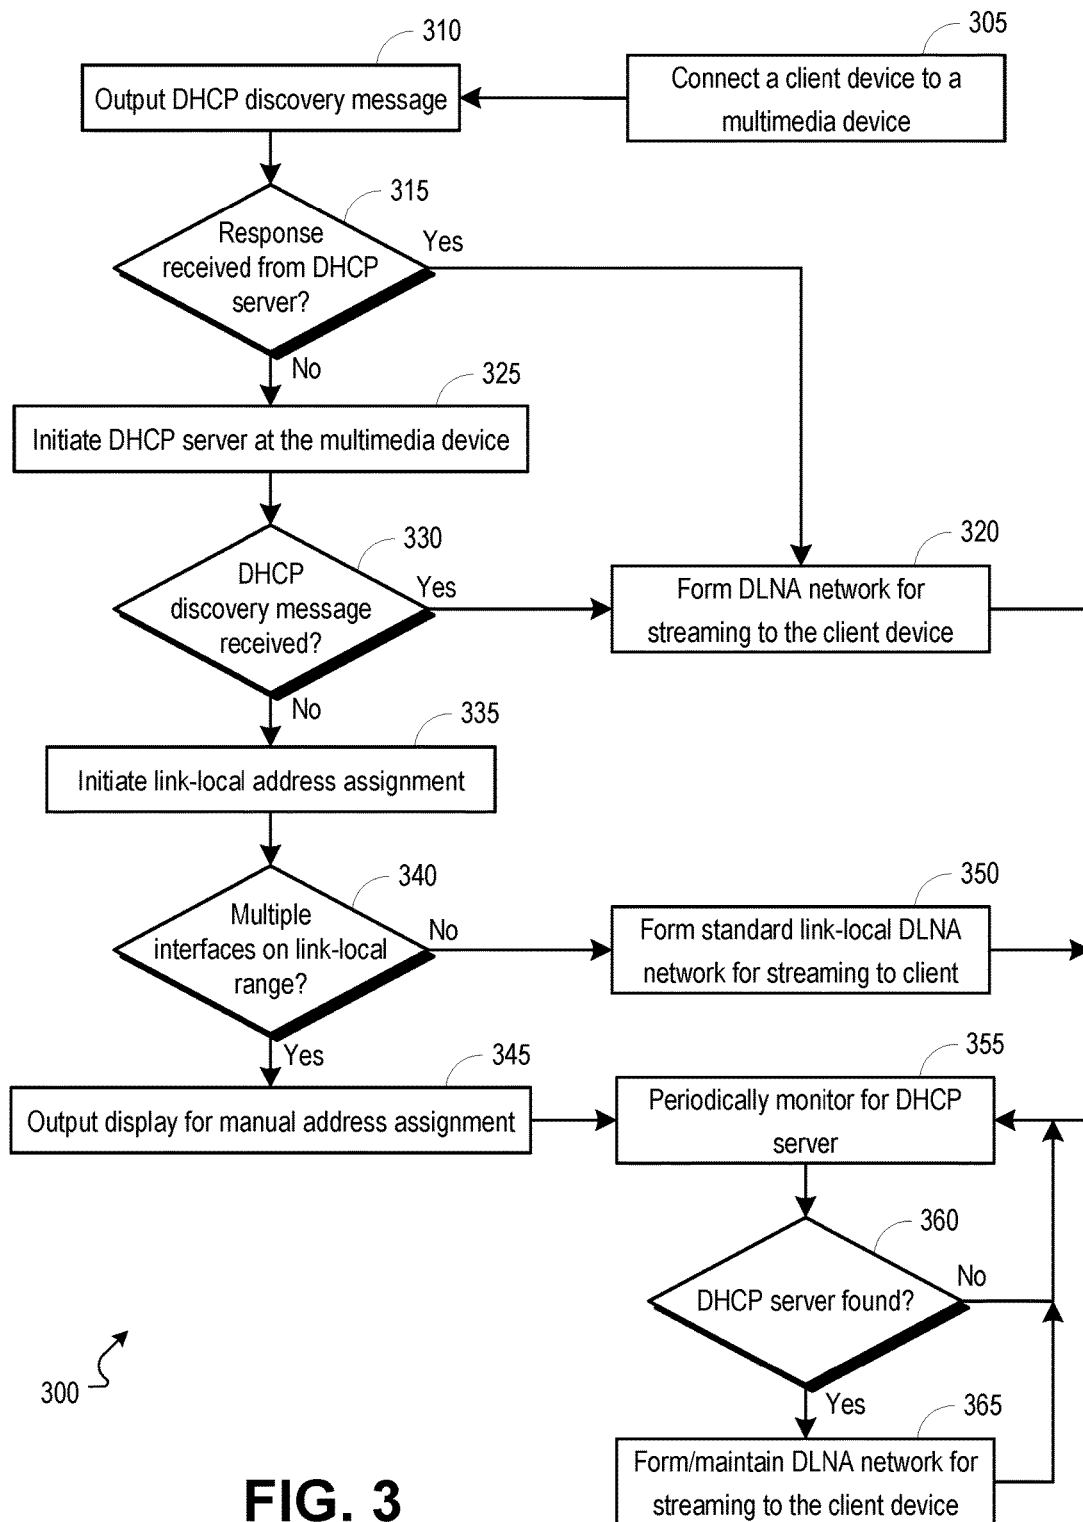 310
305
Output DHCP discovery message
Connect a client device to a
multimedia device
315
Response
received from DHCP
server?
Yes
No
325
Initiate DHCP server at the multimedia device
330
DHCP
discovery message
received?
Yes
320
Form DLNA network for
streaming to the client device
No
335
Initiate link-local address assignment
340
Multiple
interfaces on link-local
range?
No
350
Form standard link-local DLNA
network for streaming to client
Yes
345
Output display for manual address assignment
355
Periodically monitor for DHCP
server
360
DHCP server found?
No
Yes
365
Form/maintain DLNA network for
streaming to the client device
300
FIG. 3